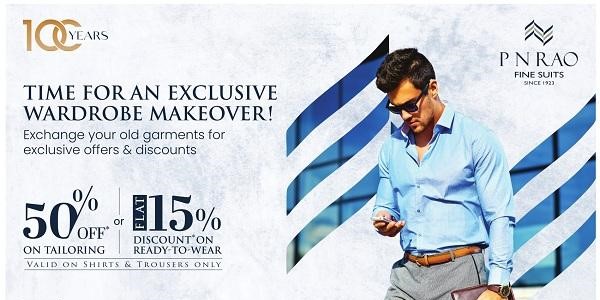 100 YEARS
P N RAO
FINE SUITS
SINCE 1923
TIME FOR AN EXCLUSIVE
WARDROBE MAKEOVER!
Exchange your old garments for
exclusive offers & discounts
50% OFF*
ON TAILORING
or
FLAT 15%
DISCOUNT* ON
READY-TO-WEAR
VALID ON SHIRTS & TROUSERS ONLY